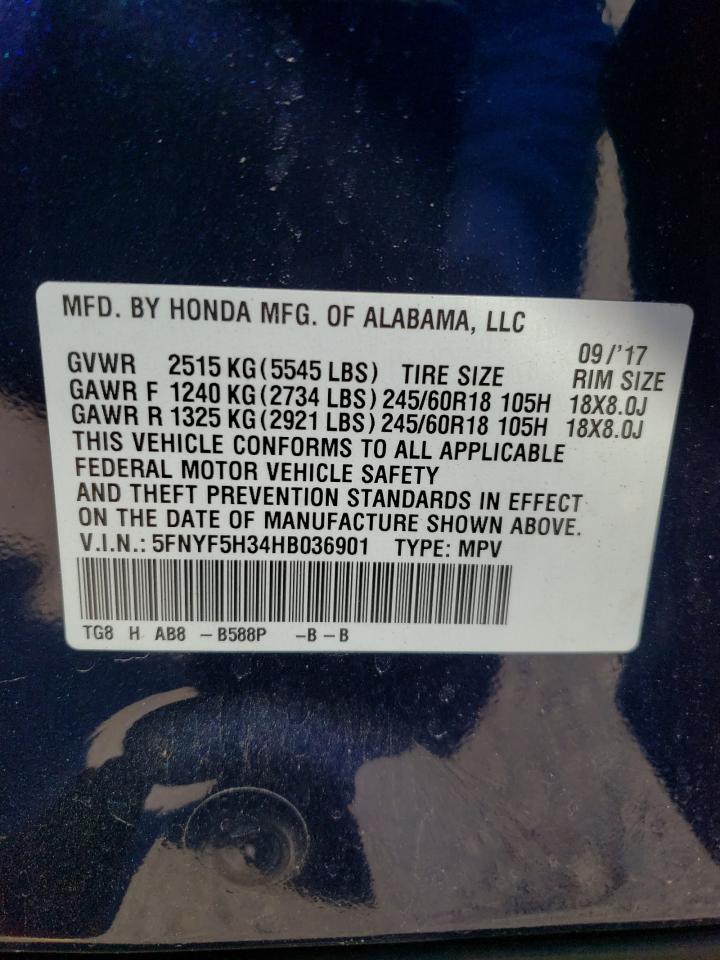 MFD. BY HONDA MFG. OF ALABAMA, LLC
09/'17
GVWR 2515 KG (5545 LBS) TIRE SIZE RIM SIZE
GAWR F 1240 KG (2734 LBS) 245/60R18 105H 18X8.0J
GAWR R 1325 KG (2921 LBS) 245/60R18 105H 18X8.0J
THIS VEHICLE CONFORMS TO ALL APPLICABLE
FEDERAL MOTOR VEHICLE SAFETY
AND THEFT PREVENTION STANDARDS IN EFFECT
ON THE DATE OF MANUFACTURE SHOWN ABOVE.
V.I.N.: 5FNYF5H34HB036901 TYPE: MPV
TG8 H AB8 – B588P – B – B